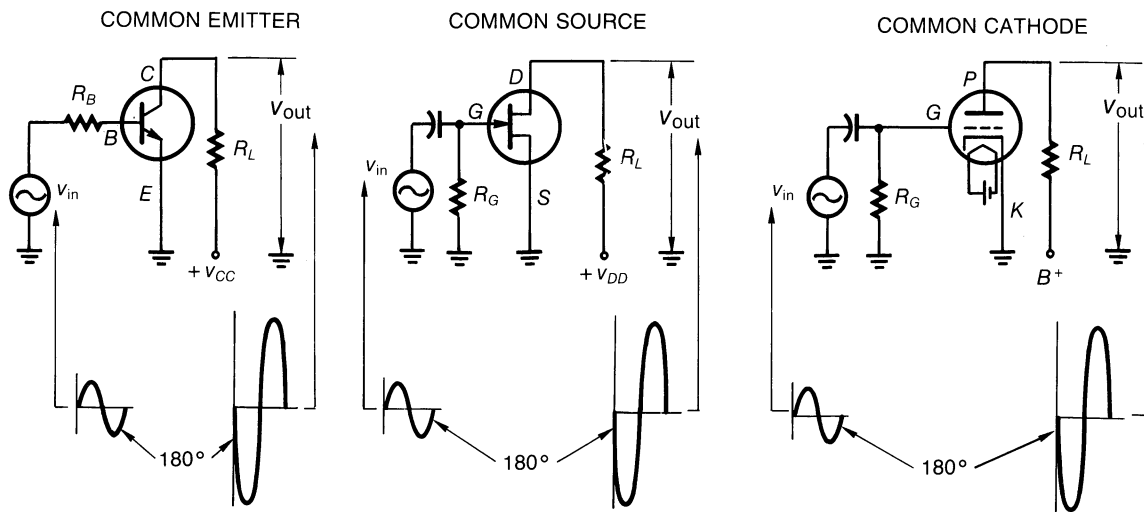 COMMON EMITTER
C
R_B
B
v_in
E
R_L
v_out
+ v_CC
180°
COMMON SOURCE
D
G
v_in
R_G
S
R_L
v_out
+ v_DD
180°
COMMON CATHODE
P
G
v_in
R_G
K
R_L
v_out
B+
180°